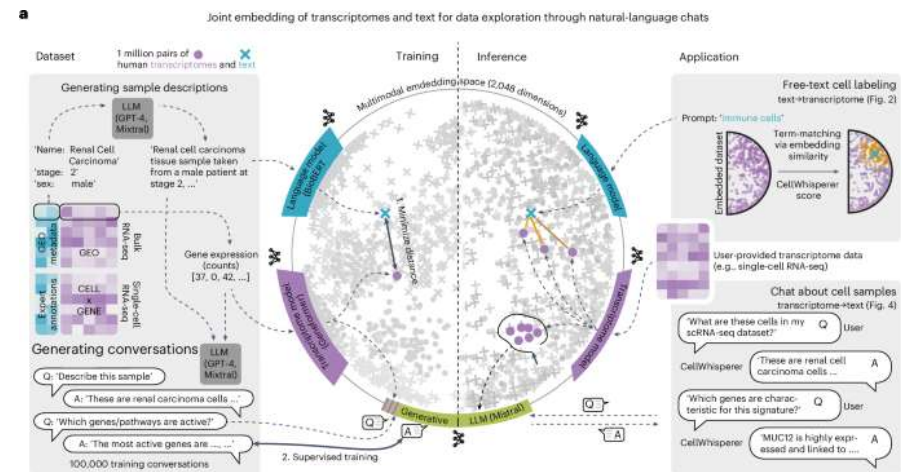 a
Joint embedding of transcriptomes and text for data exploration through natural-language chats
Dataset
1 million pairs of
human transcriptomes and text
Training
Inference
Application
Generating sample descriptions
LLM
(GPT-4,
Mixtral)
'Name: Renal Cell
Carcinoma'
'stage: 2'
'sex: male'
'Renal cell carcinoma
tissue sample taken
from a male patient at
stage 2, ...'
GEO
metadata
GEO
Bulk
RNA-seq
Expert
annotations
CELL
x
GENE
Single-cell
RNA-seq
Gene expression
(counts)
[37, 0, 42, ...]
Generating conversations
LLM
(GPT-4,
Mixtral)
Q: 'Describe this sample'
A: 'These are renal carcinoma cells ...'
Q: 'Which genes/pathways are active?'
A: 'The most active genes are ..., ...'
100,000 training conversations
2. Supervised training
Multimodal emdedding space (2,048 dimensions)
Language model
(BioBERT)
Transcriptome model
(Geneformer)
1. Minimize distance
Language model
Transcriptome model
Q
A
Generative
LLM (Mistral)
Q
A
Free-text cell labeling
text→transcriptome (Fig. 2)
Prompt: 'Immune cells'
Embedded dataset
Term-matching
via embedding
similarity
CellWhisperer
score
User-provided transcriptome data
(e.g., single-cell RNA-seq)
Chat about cell samples
transcriptome→text (Fig. 4)
'What are these cells in my
scRNA-seq dataset?'
Q
User
CellWhisperer
'These are renal cell
carcinoma cells ...
A
'Which genes are charac-
teristic for this signature?'
Q
User
CellWhisperer
'MUC12 is highly expr-
essed and linked to ....
A